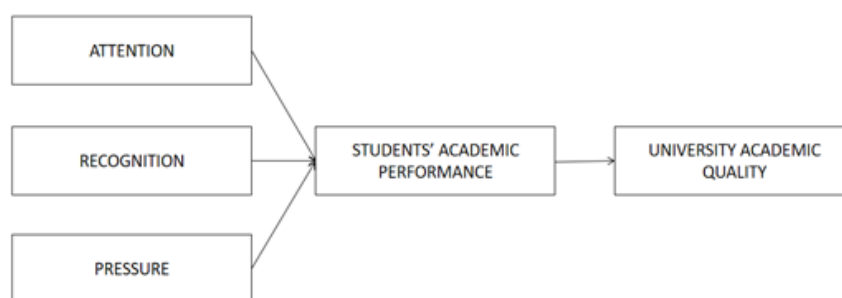 ATTENTION
RECOGNITION
PRESSURE
STUDENTS' ACADEMIC
PERFORMANCE
UNIVERSITY ACADEMIC
QUALITY